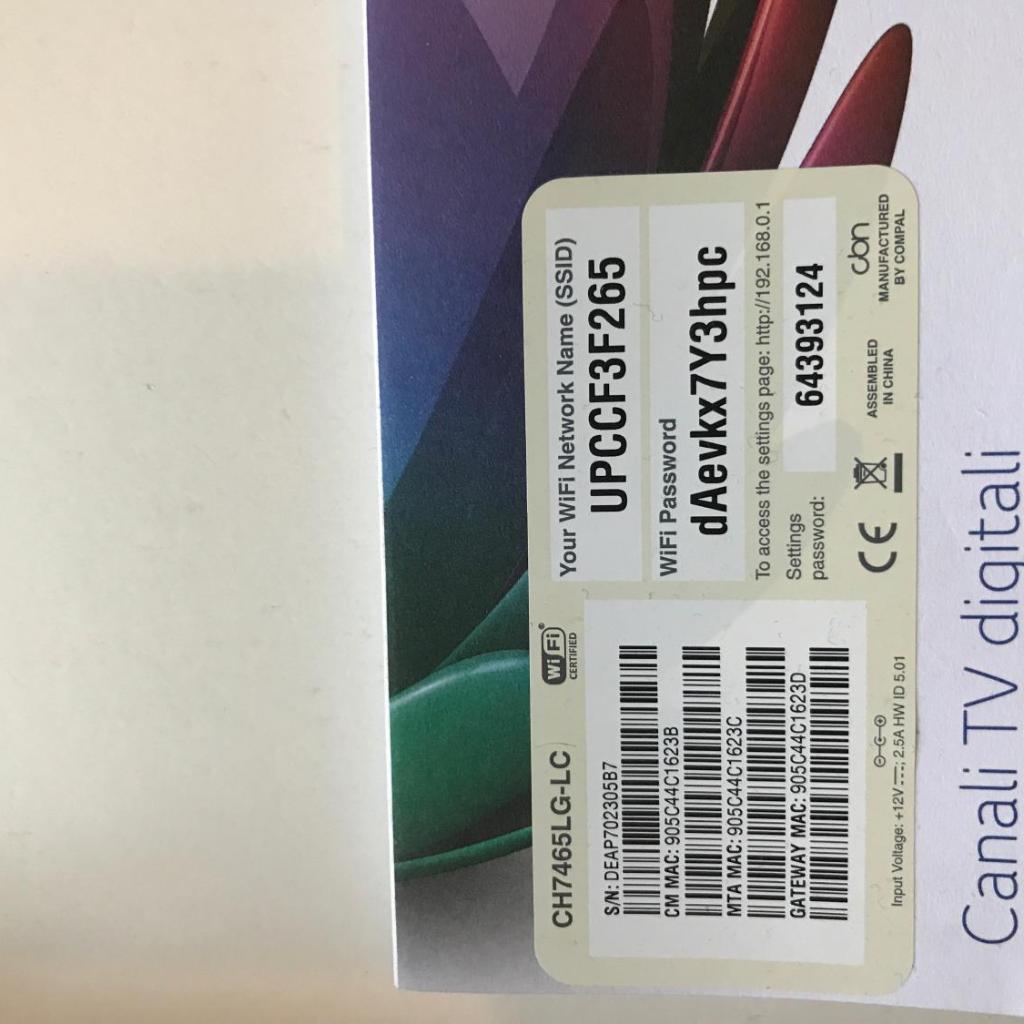 CH7465LG-LC
WiFi
CERTIFIED
S/N: DEAP702305B7
CM MAC: 905C44C1623B
MTA MAC: 905C44C1623C
GATEWAY MAC: 905C44C1623D
Input Voltage: +12V⎓; 2.5A HW ID 5.01
Your WiFi Network Name (SSID)
UPCCF3F265
WiFi Password
dAevkx7Y3hpc
To access the settings page: http://192.168.0.1
Settings
password:
64393124
CE
ASSEMBLED
IN CHINA
cbn
MANUFACTURED
BY COMPAL
Canali TV digitali